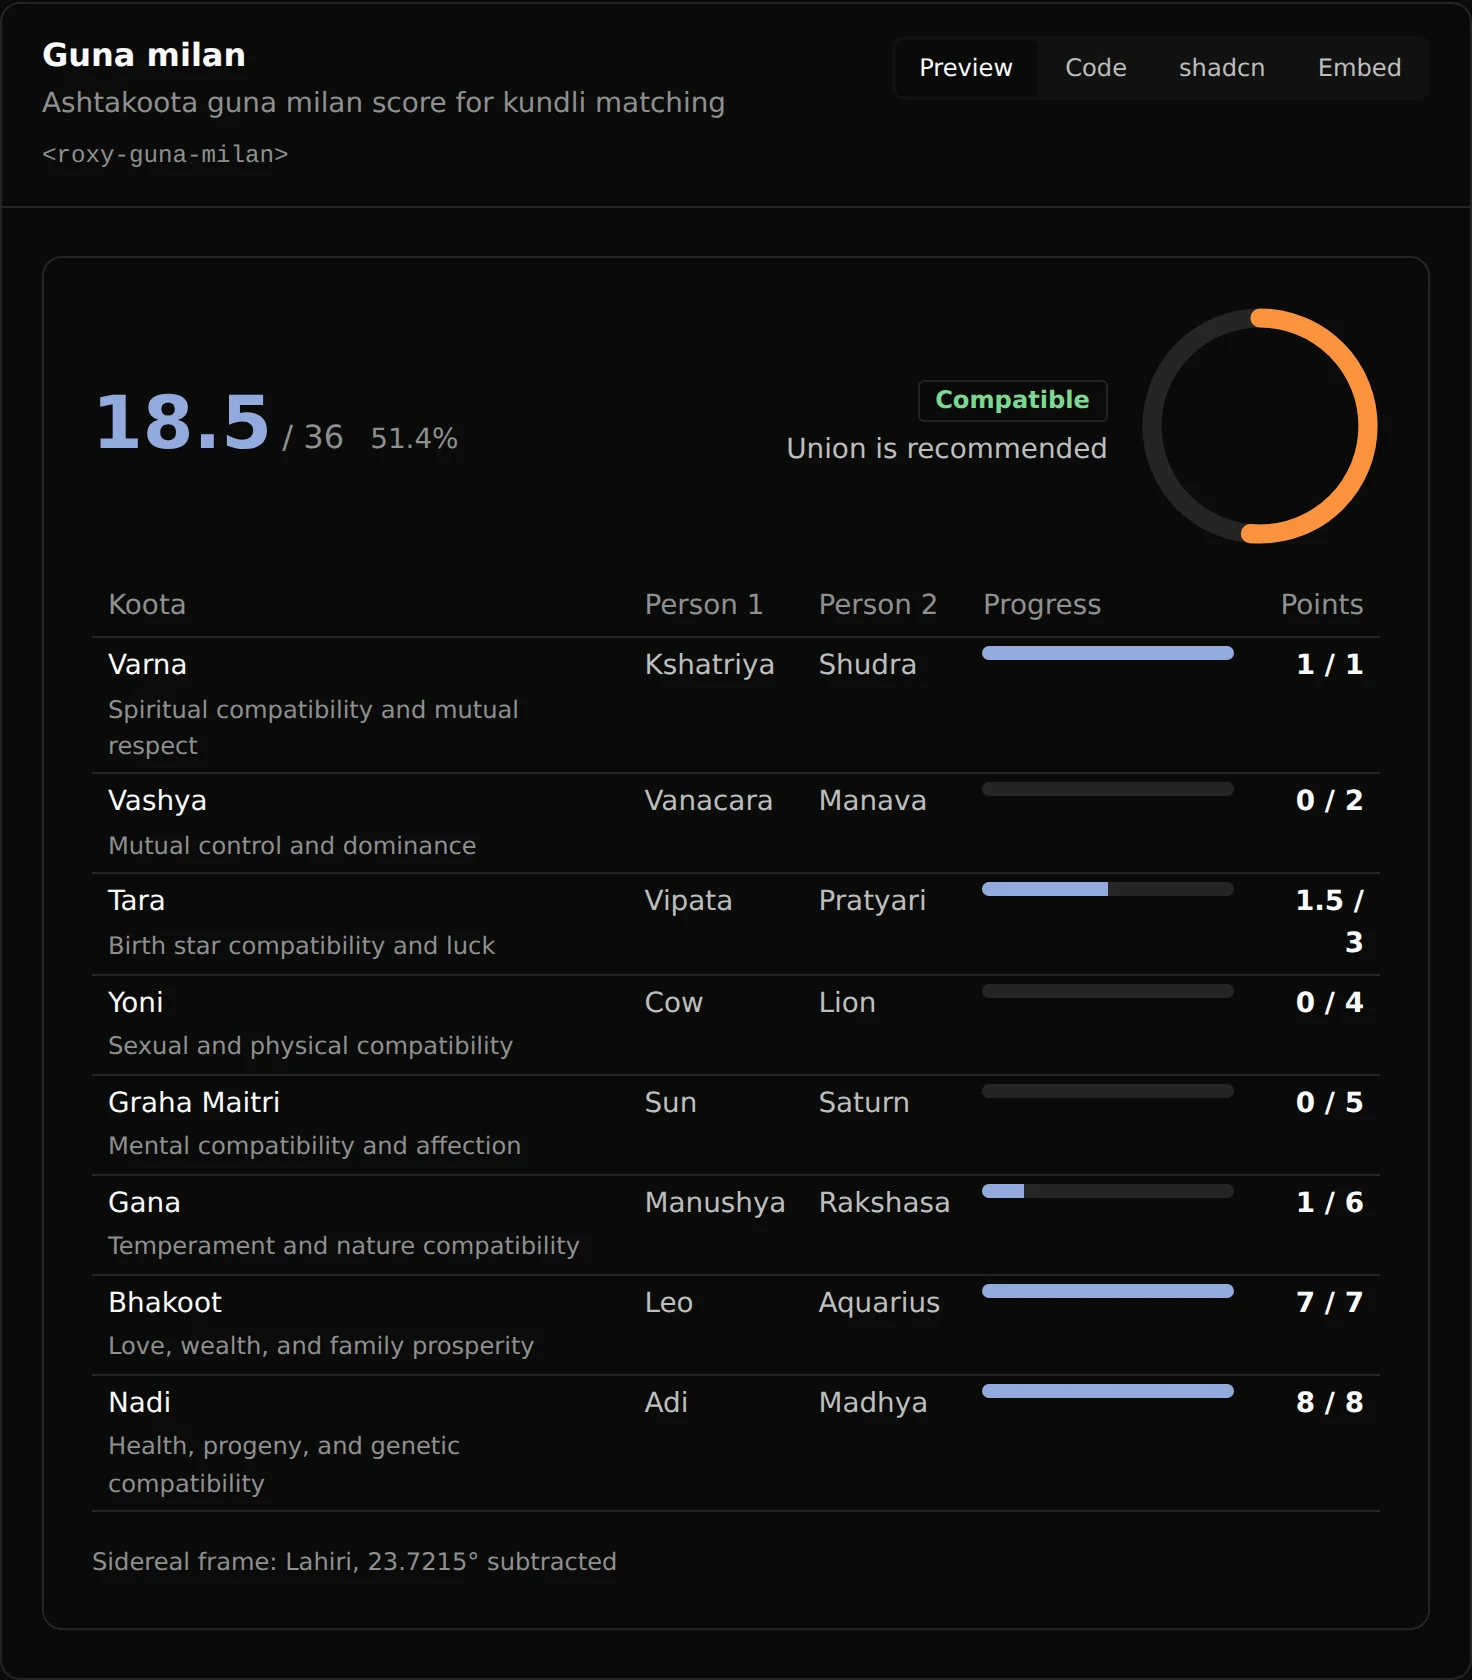 Guna milan
Preview Code shadcn Embed
Ashtakoota guna milan score for kundli matching
<roxy-guna-milan>
18.5 / 36 51.4%
Compatible
Union is recommended
Koota Person 1 Person 2 Progress Points
Varna Kshatriya Shudra 1 / 1
Spiritual compatibility and mutual
respect
Vashya Vanacara Manava 0 / 2
Mutual control and dominance
Tara Vipata Pratyari 1.5 /
3
Birth star compatibility and luck
Yoni Cow Lion 0 / 4
Sexual and physical compatibility
Graha Maitri Sun Saturn 0 / 5
Mental compatibility and affection
Gana Manushya Rakshasa 1 / 6
Temperament and nature compatibility
Bhakoot Leo Aquarius 7 / 7
Love, wealth, and family prosperity
Nadi Adi Madhya 8 / 8
Health, progeny, and genetic
compatibility
Sidereal frame: Lahiri, 23.7215° subtracted